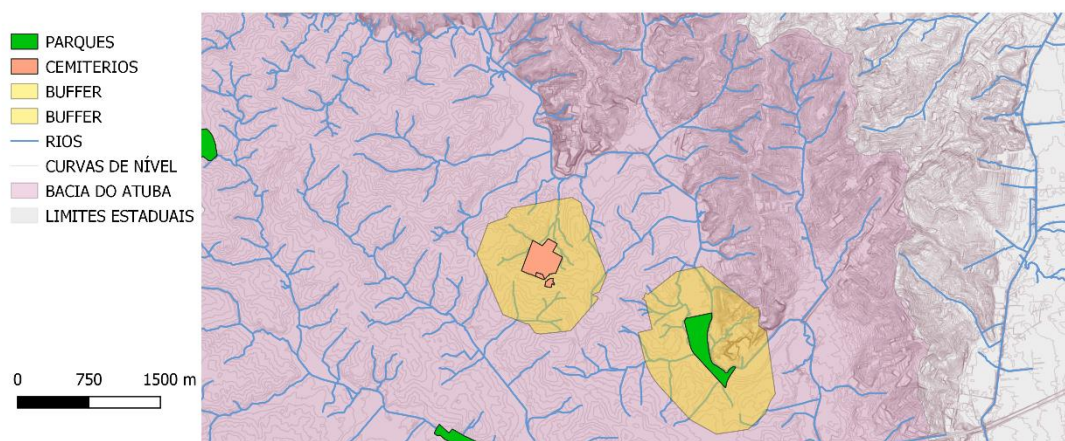 PARQUES
CEMITERIOS
BUFFER
BUFFER
RIOS
CURVAS DE NÍVEL
BACIA DO ATUBA
LIMITES ESTADUAIS
0 750 1500 m